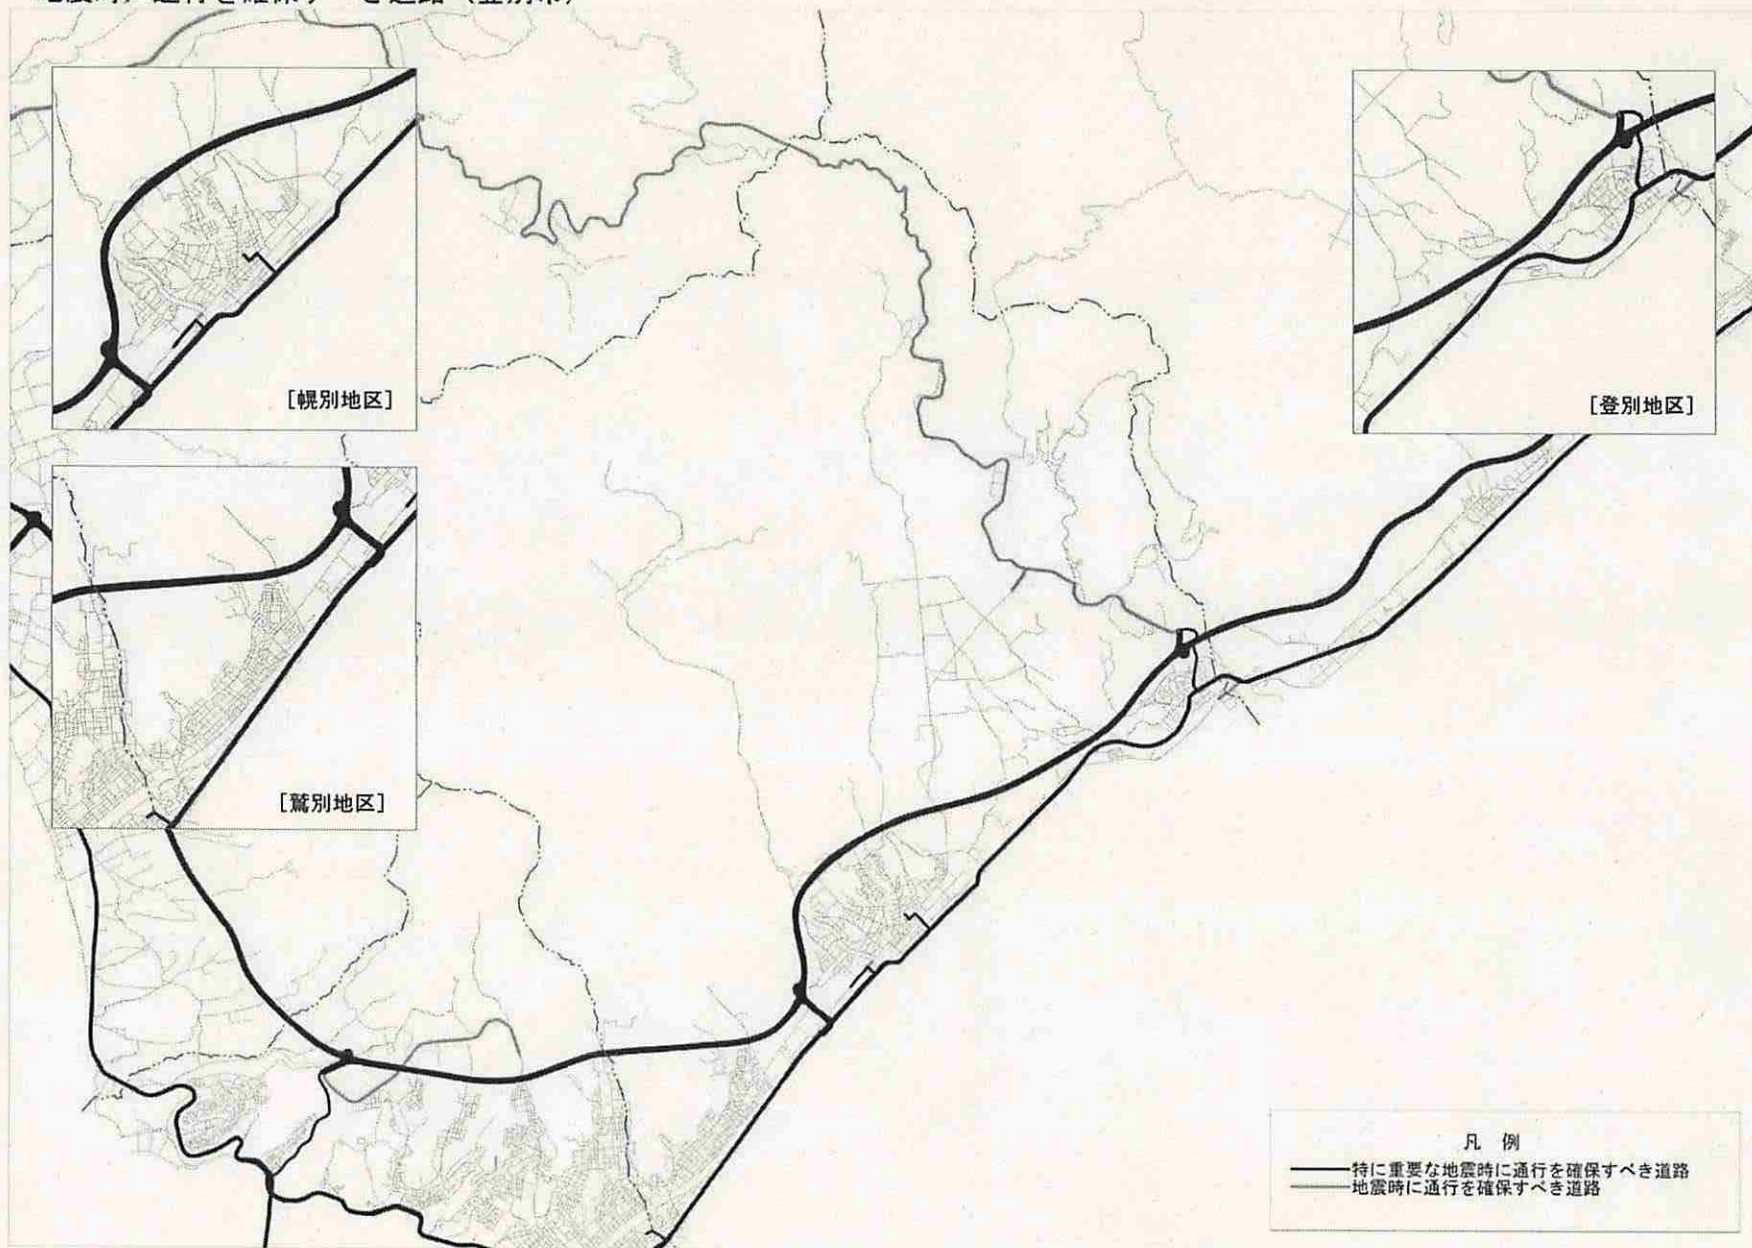 [幌別地区]
[登別地区]
[鷲別地区]
凡 例
特に重要な地震時に通行を確保すべき道路
地震時に通行を確保すべき道路